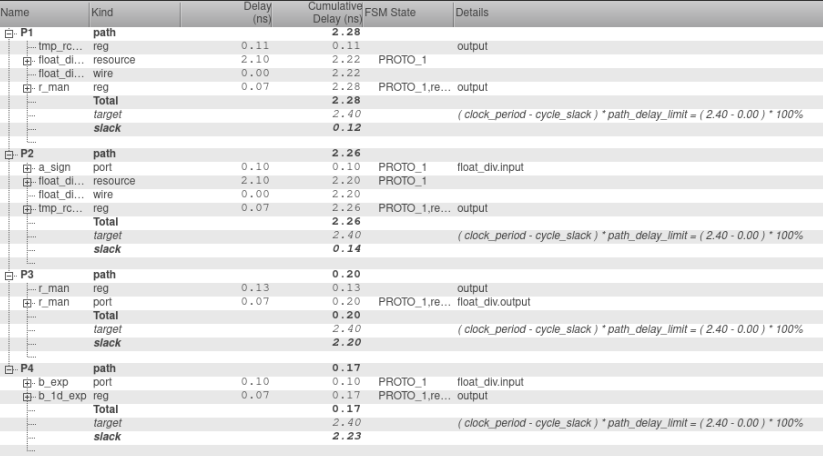 Name Kind Delay (ns) Cumulative Delay (ns) FSM State Details
P1 path 2.28
tmp_rc... reg 0.11 0.11 output
float_di... resource 2.10 2.22 PROTO_1
float_di... wire 0.00 2.22
r_man reg 0.07 2.28 PROTO_1,re... output
Total 2.28
target 2.40 ( clock_period - cycle_slack ) * path_delay_limit = ( 2.40 - 0.00 ) * 100%
slack 0.12
P2 path 2.26
a_sign port 0.10 0.10 PROTO_1 float_div.input
float_di... resource 2.10 2.20 PROTO_1
float_di... wire 0.00 2.20
tmp_rc... reg 0.07 2.26 PROTO_1,re... output
Total 2.26
target 2.40 ( clock_period - cycle_slack ) * path_delay_limit = ( 2.40 - 0.00 ) * 100%
slack 0.14
P3 path 0.20
r_man reg 0.13 0.13 output
r_man port 0.07 0.20 PROTO_1,re... float_div.output
Total 0.20
target 2.40 ( clock_period - cycle_slack ) * path_delay_limit = ( 2.40 - 0.00 ) * 100%
slack 2.20
P4 path 0.17
b_exp port 0.10 0.10 PROTO_1 float_div.input
b_1d_exp reg 0.07 0.17 PROTO_1,re... output
Total 0.17
target 2.40 ( clock_period - cycle_slack ) * path_delay_limit = ( 2.40 - 0.00 ) * 100%
slack 2.23